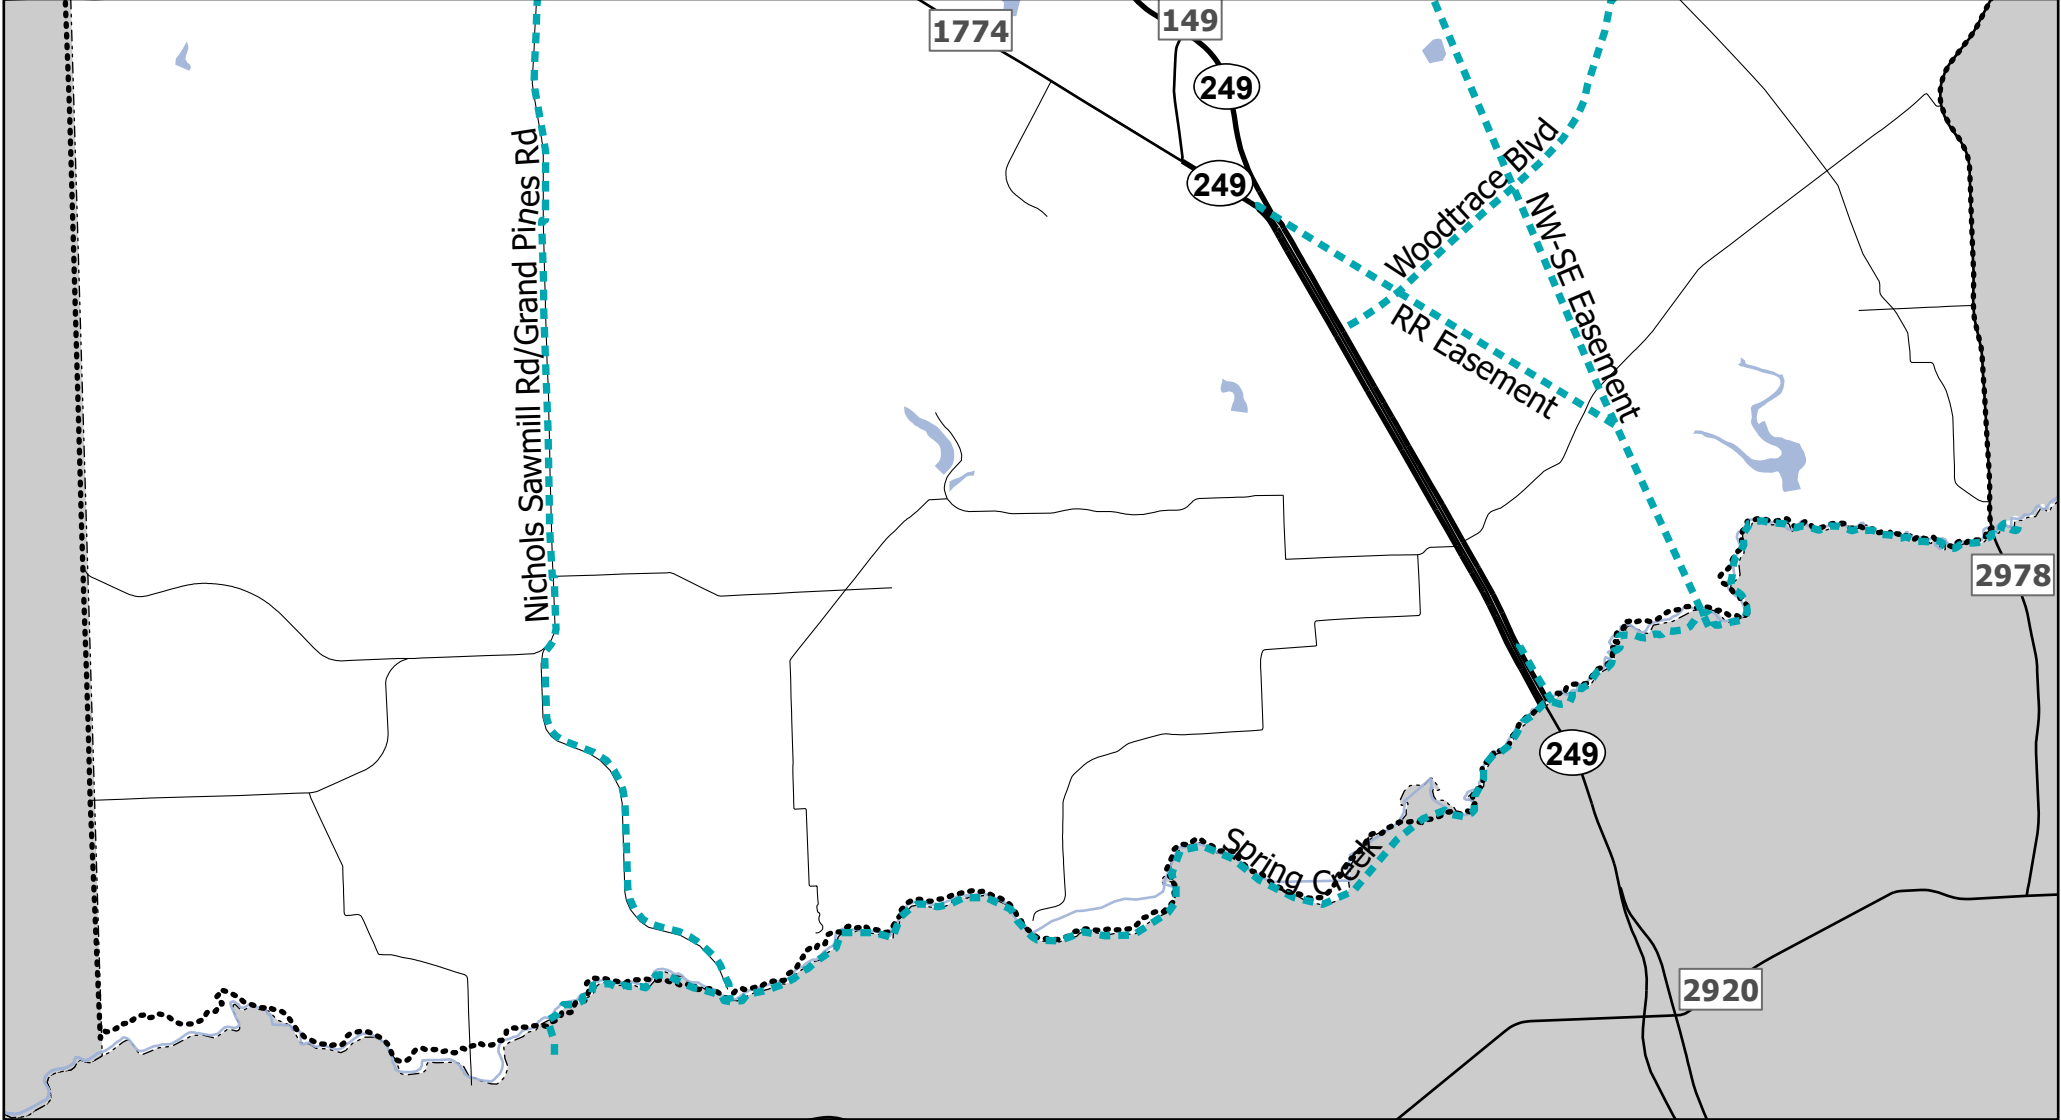 1774
149
249
249
Nichols Sawmill Rd/Grand Pines Rd
Woodtrace Blvd
NW-SE Easement
RR Easement
2978
249
Spring Creek
2920